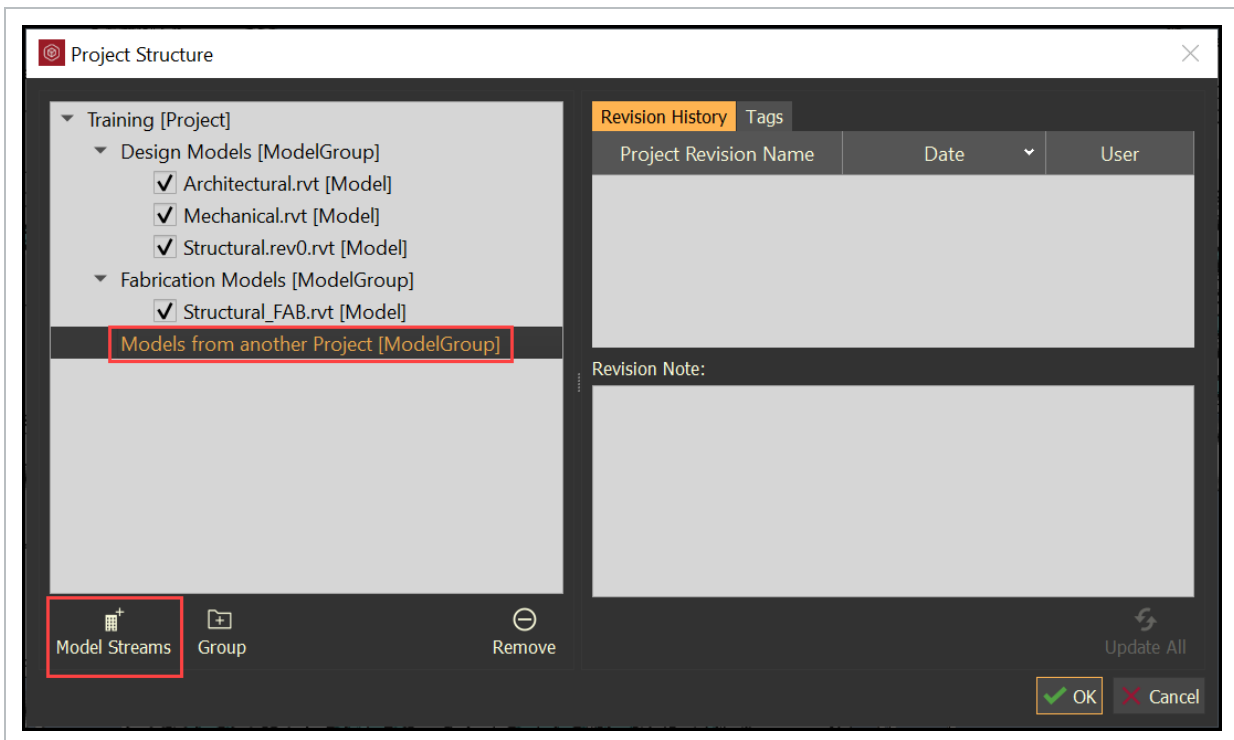 Project Structure
Training [Project]
Design Models [ModelGroup]
Architectural.rvt [Model]
Mechanical.rvt [Model]
Structural.rev0.rvt [Model]
Fabrication Models [ModelGroup]
Structural_FAB.rvt [Model]
Models from another Project [ModelGroup]
Model Streams
Group
Remove
Revision History Tags
Project Revision Name Date User
Revision Note:
Update All
OK Cancel